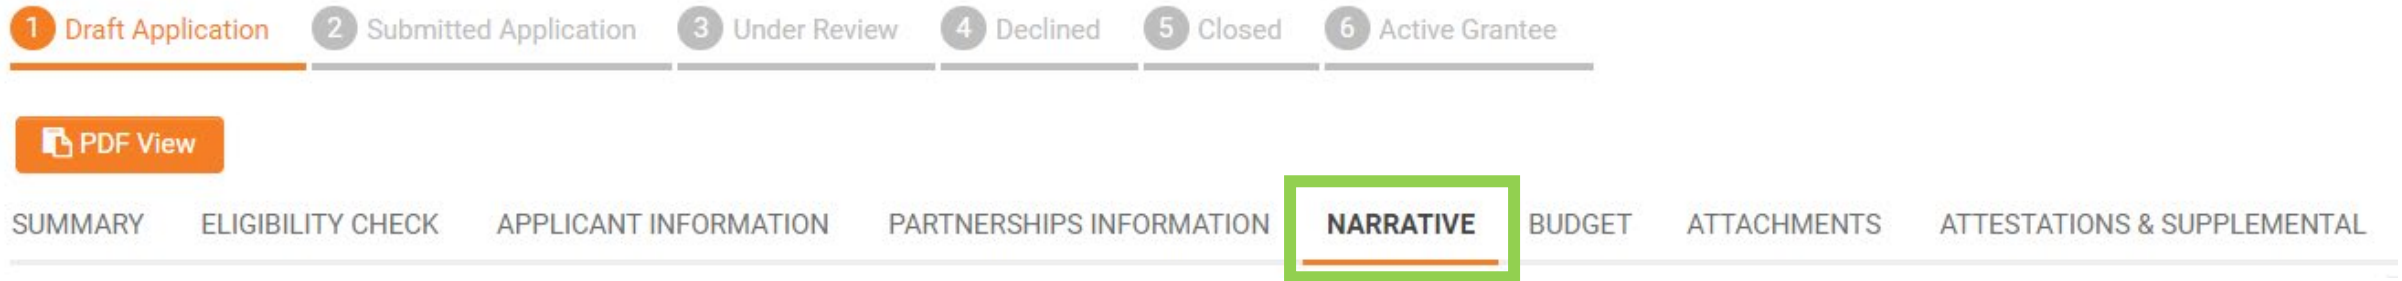 1 Draft Application 2 Submitted Application 3 Under Review 4 Declined 5 Closed 6 Active Grantee
PDF View
SUMMARY ELIGIBILITY CHECK APPLICANT INFORMATION PARTNERSHIPS INFORMATION NARRATIVE BUDGET ATTACHMENTS ATTESTATIONS & SUPPLEMENTAL